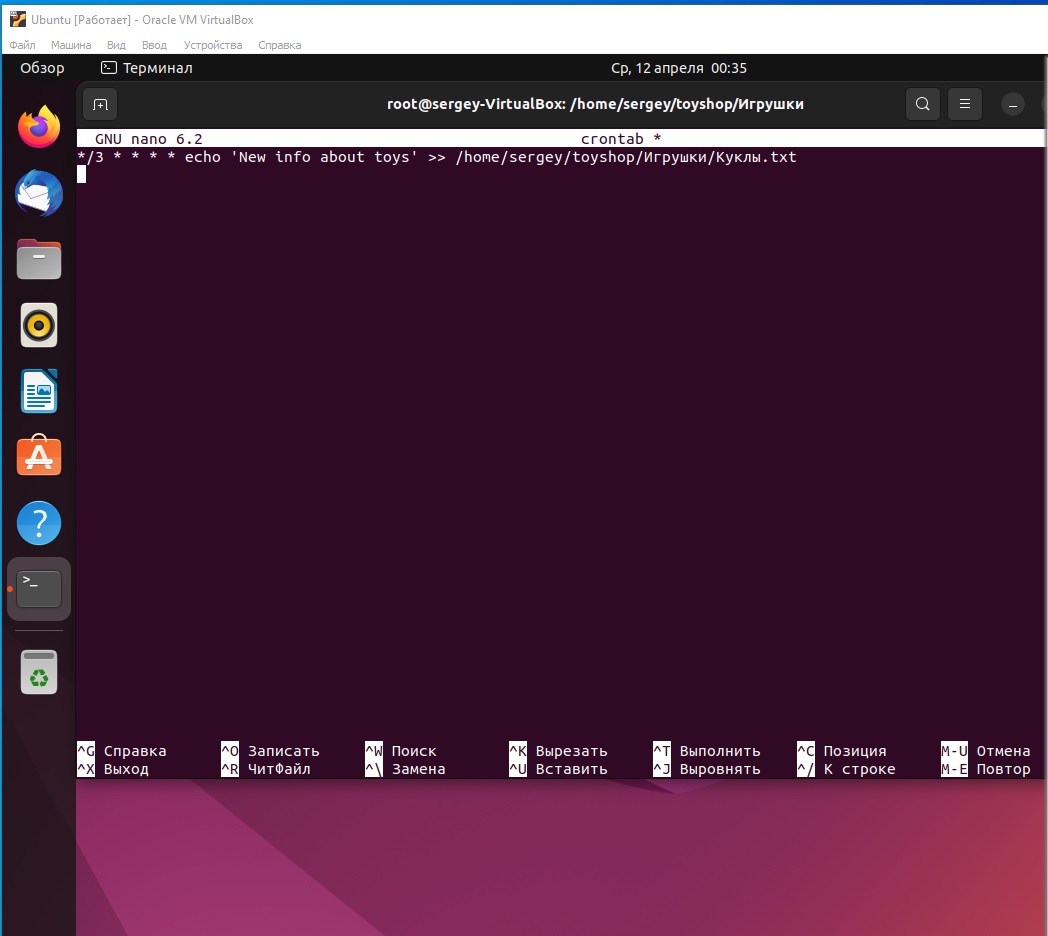 Ubuntu [Работает] - Oracle VM VirtualBox
Файл Машина Вид Ввод Устройства Справка
Обзор Терминал Ср, 12 апреля 00:35
root@sergey-VirtualBox: /home/sergey/toyshop/Игрушки
GNU nano 6.2 crontab *
*/3 * * * * echo 'New info about toys' >> /home/sergey/toyshop/Игрушки/Куклы.txt
^G Справка ^O Записать ^W Поиск ^K Вырезать ^T Выполнить ^C Позиция M-U Отмена
^X Выход ^R ЧитФайл ^\ Замена ^U Вставить ^J Выровнять ^/ К строке M-E Повтор